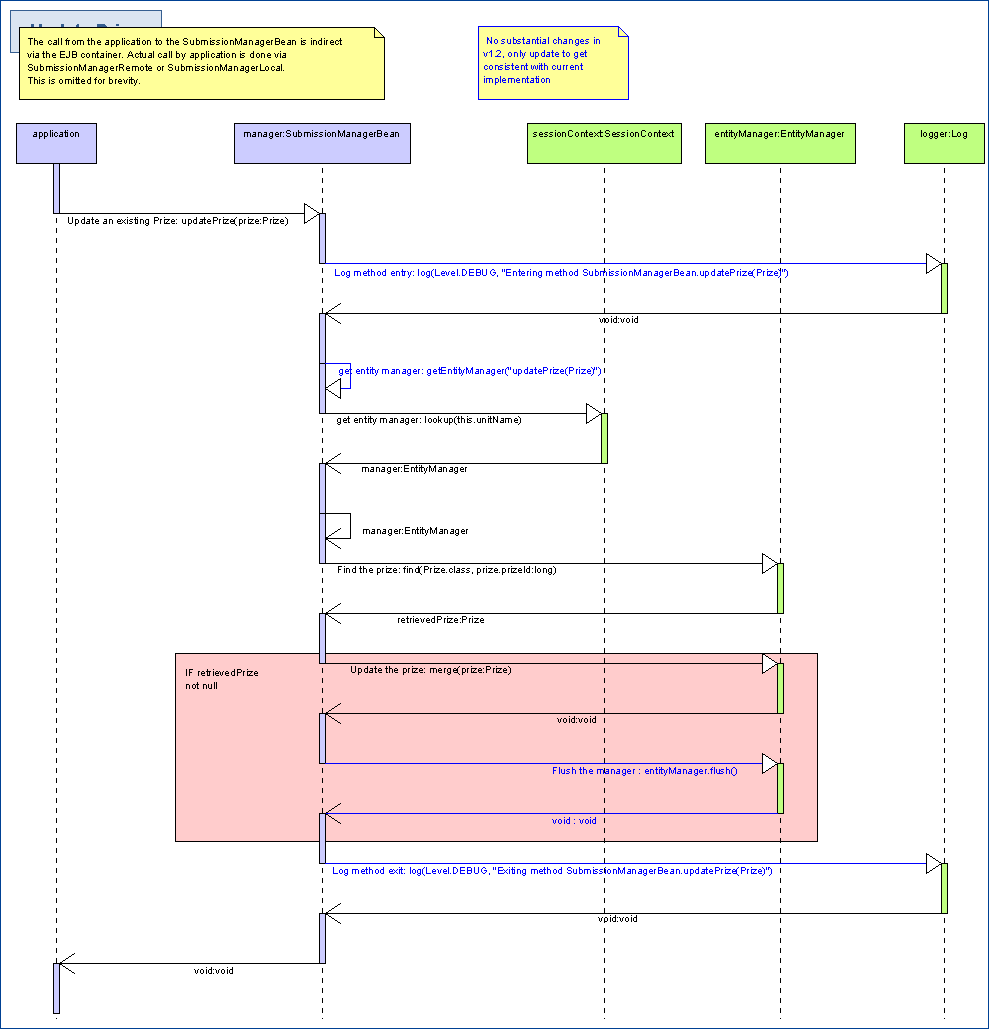 The call from the application to the SubmissionManagerBean is indirect
via the EJB container. Actual call by application is done via
SubmissionManagerRemote or SubmissionManagerLocal.
This is omitted for brevity.
No substantial changes in
v1.2, only update to get
consistent with current
implementation
application
manager:SubmissionManagerBean
sessionContext:SessionContext
entityManager:EntityManager
logger:Log
Update an existing Prize: updatePrize(prize:Prize)
Log method entry: log(Level.DEBUG, "Entering method SubmissionManagerBean.updatePrize(Prize)")
void:void
get entity manager: getEntityManager("updatePrize(Prize)")
get entity manager: lookup(this.unitName)
manager:EntityManager
manager:EntityManager
Find the prize: find(Prize.class, prize.prizeId:long)
retrievedPrize:Prize
IF retrievedPrize
not null
Update the prize: merge(prize:Prize)
void:void
Flush the manager : entityManager.flush()
void : void
Log method exit: log(Level.DEBUG, "Exiting method SubmissionManagerBean.updatePrize(Prize)")
void:void
void:void